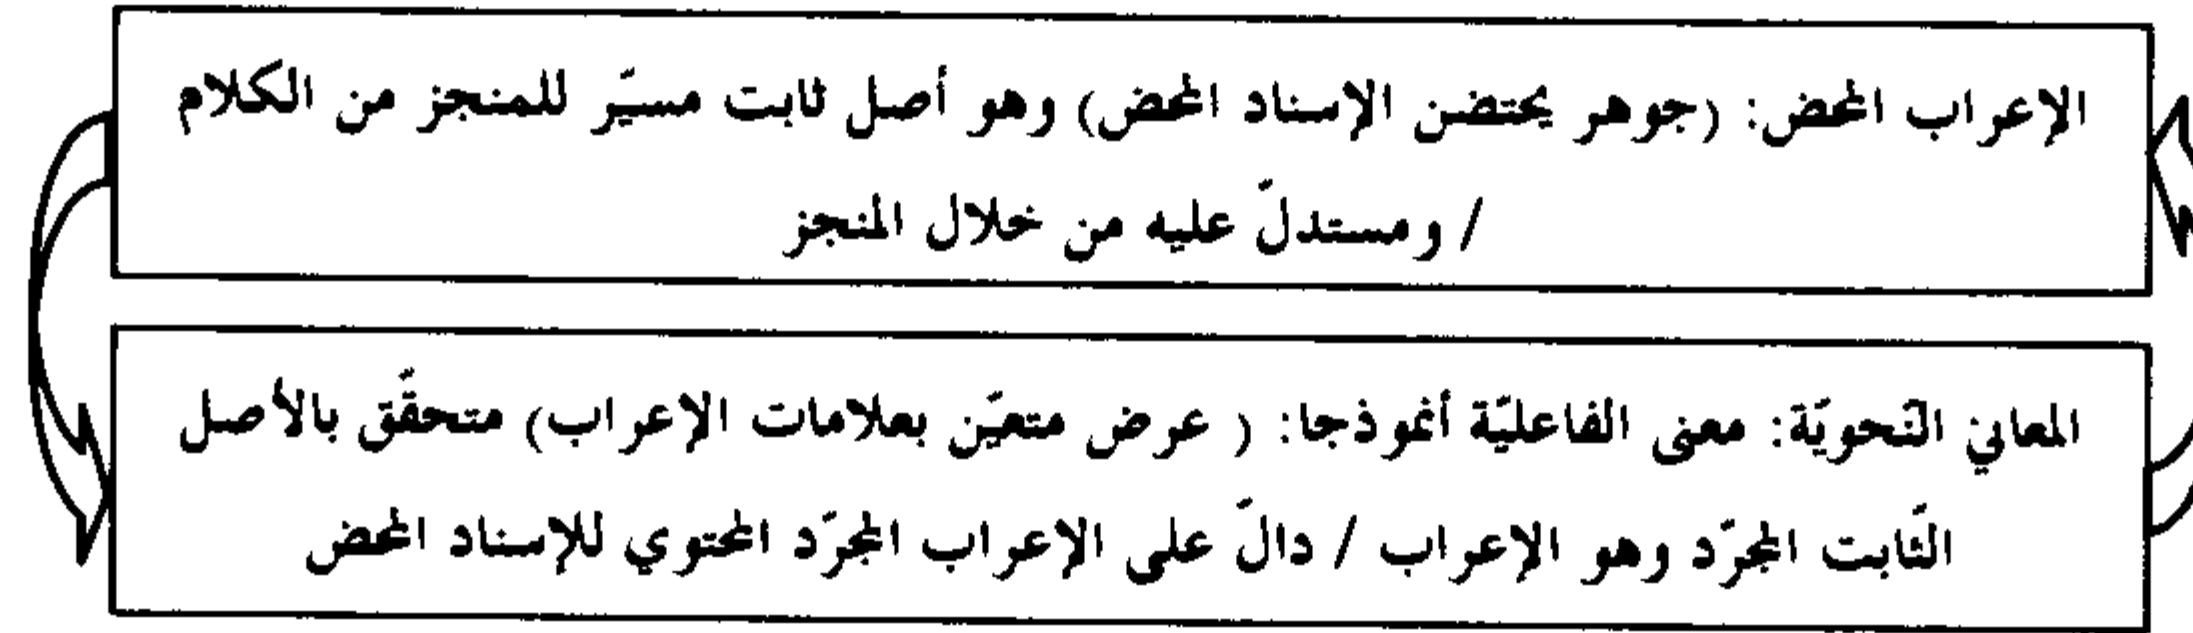 الإعراب المحض: (جوهر يحتضن الإسناد المحض) وهو أصل ثابت مسيّر للمنجز من الكلام
/ ومستدلّ عليه من خلال المنجز
المعاني النّحويّة: معنى الفاعليّة أنموذجا: ( عرض متعيّن بعلامات الإعراب) متحقّق بالأصل
الثّابت المجرّد وهو الإعراب / دالّ على الإعراب المجرّد المحتوي للإسناد المحض